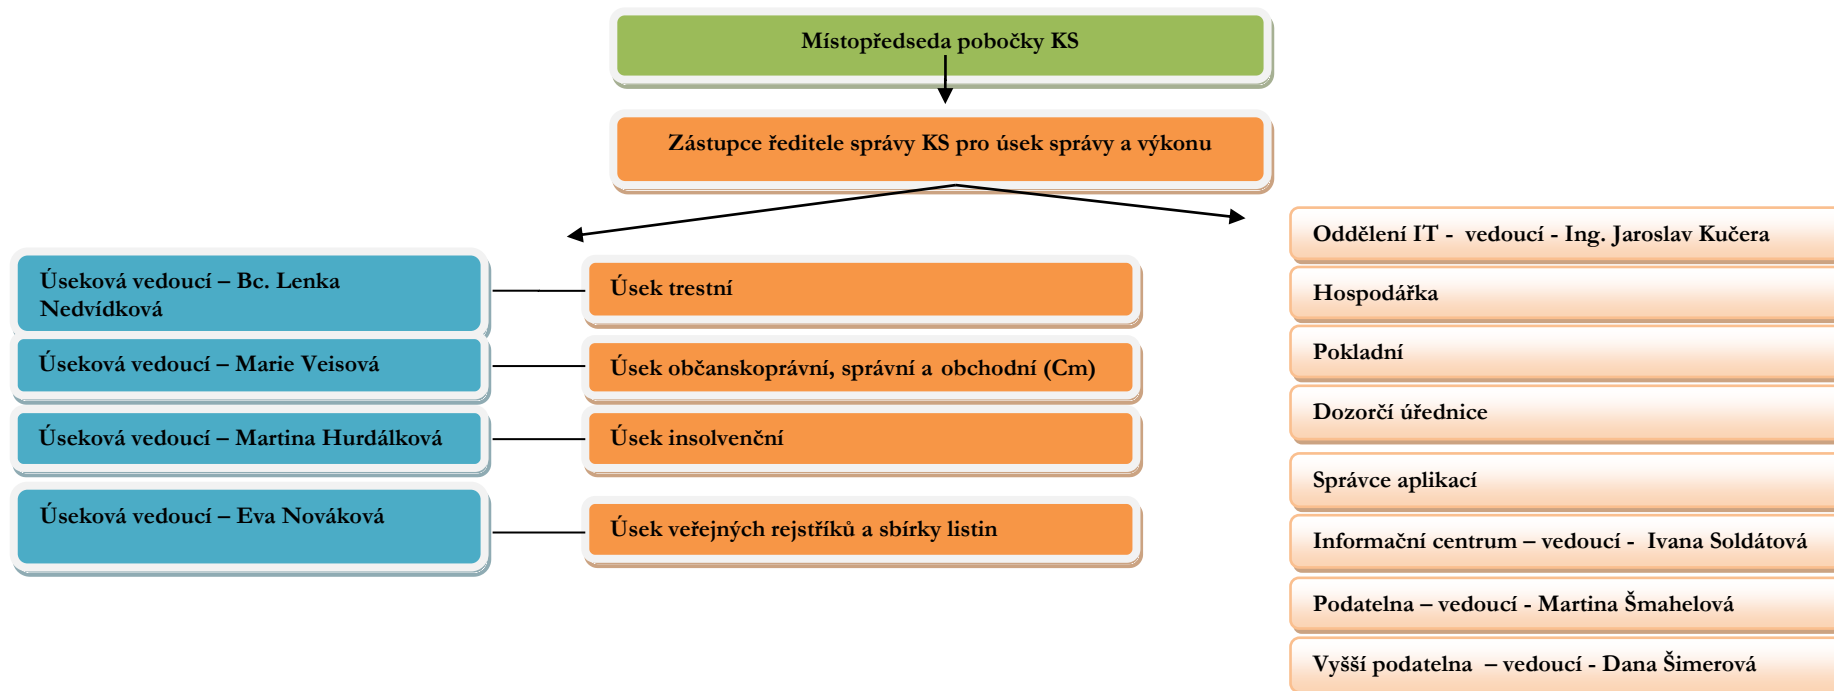 Místopředseda pobočky KS
Zástupce ředitele správy KS pro úsek správy a výkonu
Úseková vedoucí – Bc. Lenka
Nedvídková
Úsek trestní
Úseková vedoucí – Marie Veisová
Úsek občanskoprávní, správní a obchodní (Cm)
Úseková vedoucí – Martina Hurdálková
Úsek insolvenční
Úseková vedoucí – Eva Nováková
Úsek veřejných rejstříků a sbírky listin
Oddělení IT - vedoucí - Ing. Jaroslav Kučera
Hospodářka
Pokladní
Dozorčí úřednice
Správce aplikací
Informační centrum – vedoucí - Ivana Soldátová
Podatelna – vedoucí - Martina Šmahelová
Vyšší podatelna – vedoucí - Dana Šimerová